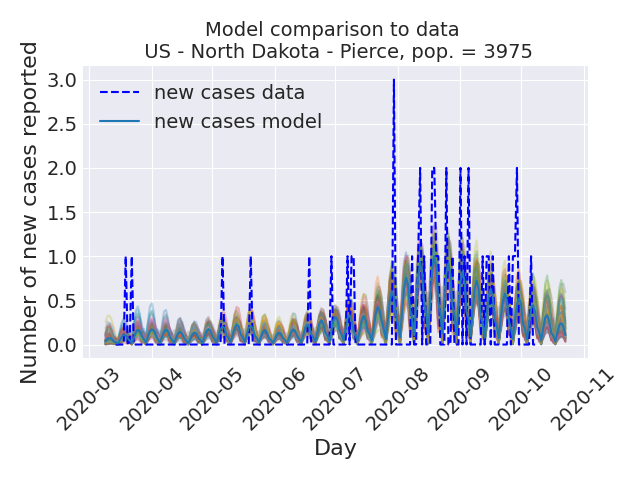 Model comparison to data
US - North Dakota - Pierce, pop. = 3975
Number of new cases reported
3.0
2.5
2.0
1.5
1.0
0.5
0.0
new cases data
new cases model
2020-03
2020-04
2020-05
2020-06
2020-07
2020-08
2020-09
2020-10
2020-11
Day